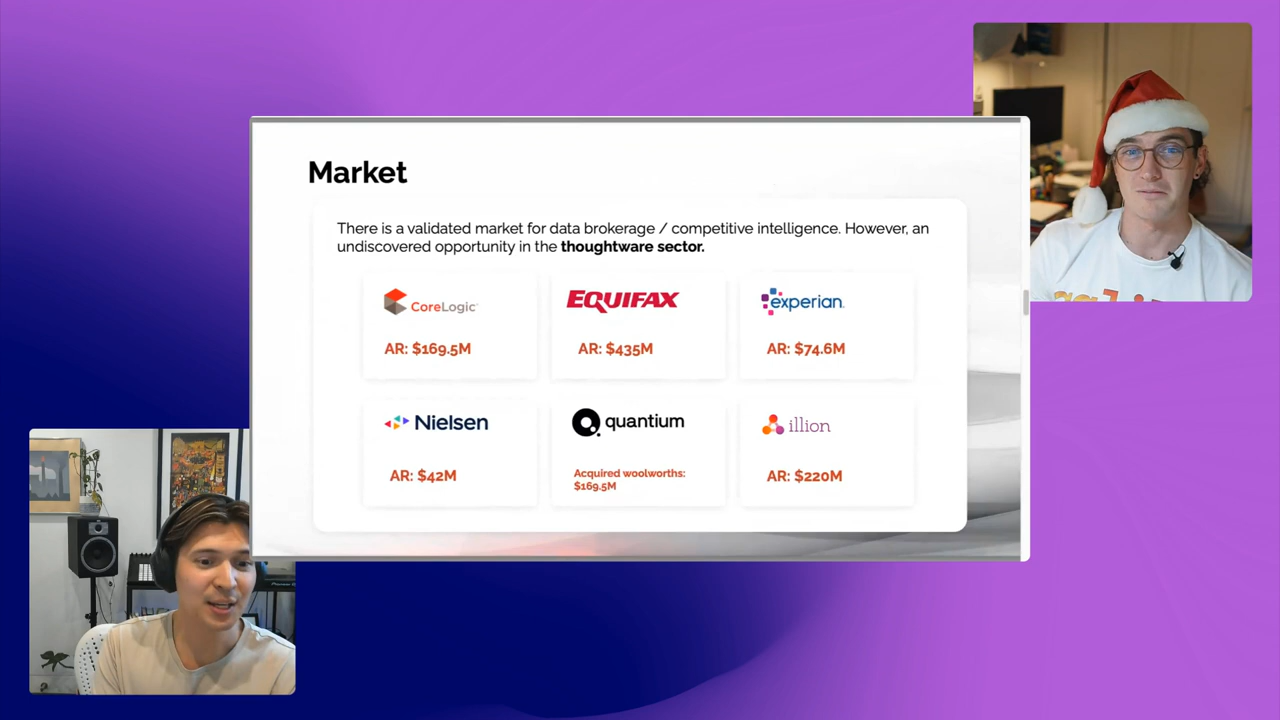 Market
There is a validated market for data brokerage / competitive intelligence. However, an
undiscovered opportunity in the thoughtware sector.
CoreLogic
EQUIFAX
experian.
AR: $169.5M
AR: $435M
AR: $74.6M
Nielsen
quantium
illion
AR: $42M
Acquired woolworths:
$169.5M
AR: $220M